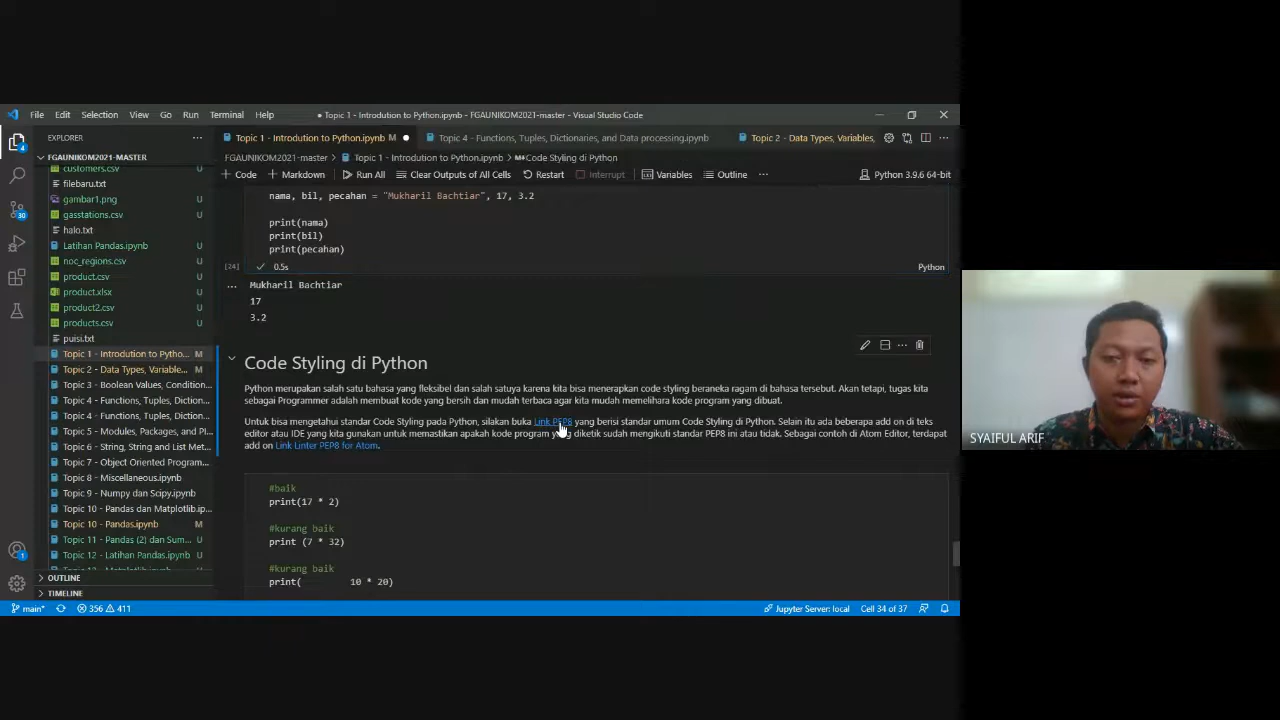 File Edit Selection View Go Run Terminal Help
● Topic 1 - Introdution to Python.ipynb - FGAUNIKOM2021-master - Visual Studio Code
EXPLORER
Topic 1 - Introdution to Python.ipynb M
Topic 4 - Functions, Tuples, Dictionaries, and Data processing.ipynb
Topic 2 - Data Types, Variables,
FGAUNIKOM2021-MASTER
FGAUNIKOM2021-master > Topic 1 - Introdution to Python.ipynb > Code Styling di Python
+ Code + Markdown Run All Clear Outputs of All Cells Restart Interrupt Variables Outline ... Python 3.9.6 64-bit
customers.csv U
filebaru.txt U
gambar1.png U
gasstations.csv U
halo.txt U
Latihan Pandas.ipynb U
noc_regions.csv U
product.csv U
product.xlsx U
product2.csv U
products.csv U
puisi.txt U
Topic 1 - Introdution to Pytho... M
Topic 2 - Data Types, Variable... M
Topic 3 - Boolean Values, Condition...
Topic 4 - Functions, Tuples, Diction...
Topic 4 - Functions, Tuples, Diction...
Topic 5 - Modules, Packages, and Pl...
Topic 6 - String, String and List Met...
Topic 7 - Object Oriented Program...
Topic 8 - Miscellaneous.ipynb
Topic 9 - Numpy dan Scipy.ipynb
Topic 10 - Pandas dan Matplotlib.ip...
Topic 10 - Pandas.ipynb M
Topic 11 - Pandas (2) dan Sum... U
Topic 12 - Latihan Pandas.ipynb U
OUTLINE
TIMELINE
nama, bil, pecahan = "Mukharil Bachtiar", 17, 3.2
print(nama)
print(bil)
print(pecahan)
[24] 0.5s Python
Mukharil Bachtiar
17
3.2
Code Styling di Python
Python merupakan salah satu bahasa yang fleksibel dan salah satuya karena kita bisa menerapkan code styling beraneka ragam di bahasa tersebut. Akan tetapi, tugas kita
sebagai Programmer adalah membuat kode yang bersih dan mudah terbaca agar kita mudah memelihara kode program yang dibuat.
Untuk bisa mengetahui standar Code Styling pada Python, silakan buka Link PEP8 yang berisi standar umum Code Styling di Python. Selain itu ada beberapa add on di teks
editor atau IDE yang kita gunakan untuk memastikan apakah kode program yang diketik sudah mengikuti standar PEP8 ini atau tidak. Sebagai contoh di Atom Editor, terdapat
add on Link Linter PEP8 for Atom.
#baik
print(17 * 2)
#kurang baik
print (7 * 32)
#kurang baik
print(        10 * 20)
main* 356 411 Jupyter Server: local Cell 34 of 37
4
30
1
SYAIFUL ARIF